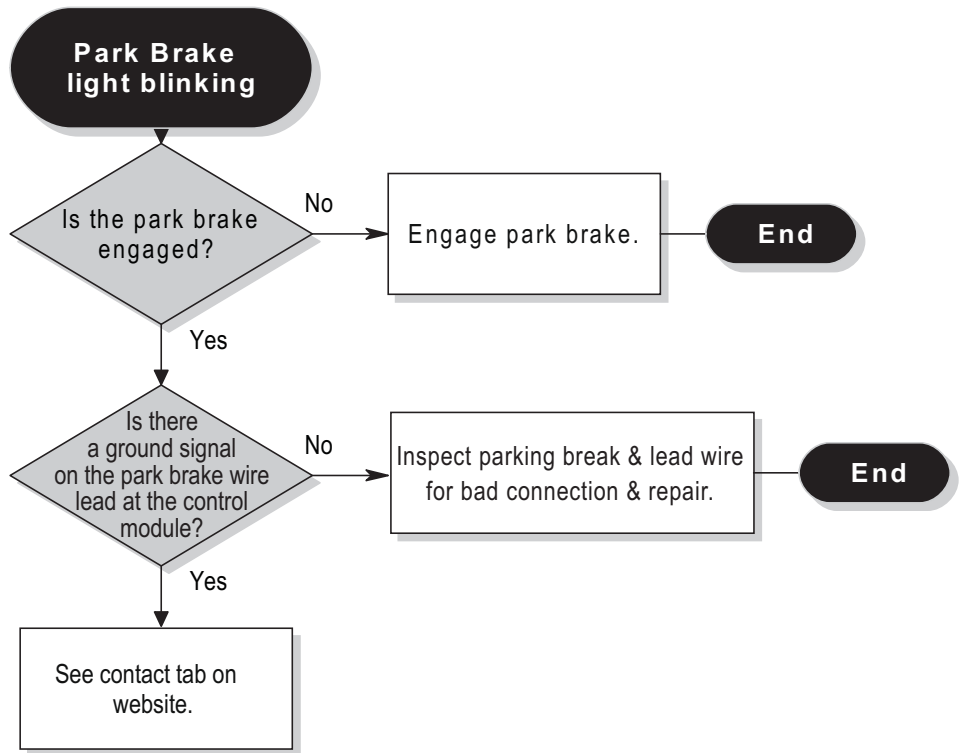 Park Brake
light blinking
Is the park brake
engaged?
No
Engage park brake.
End
Yes
Is there
a ground signal
on the park brake wire
lead at the control
module?
No
Inspect parking break & lead wire
for bad connection & repair.
End
Yes
See contact tab on
website.